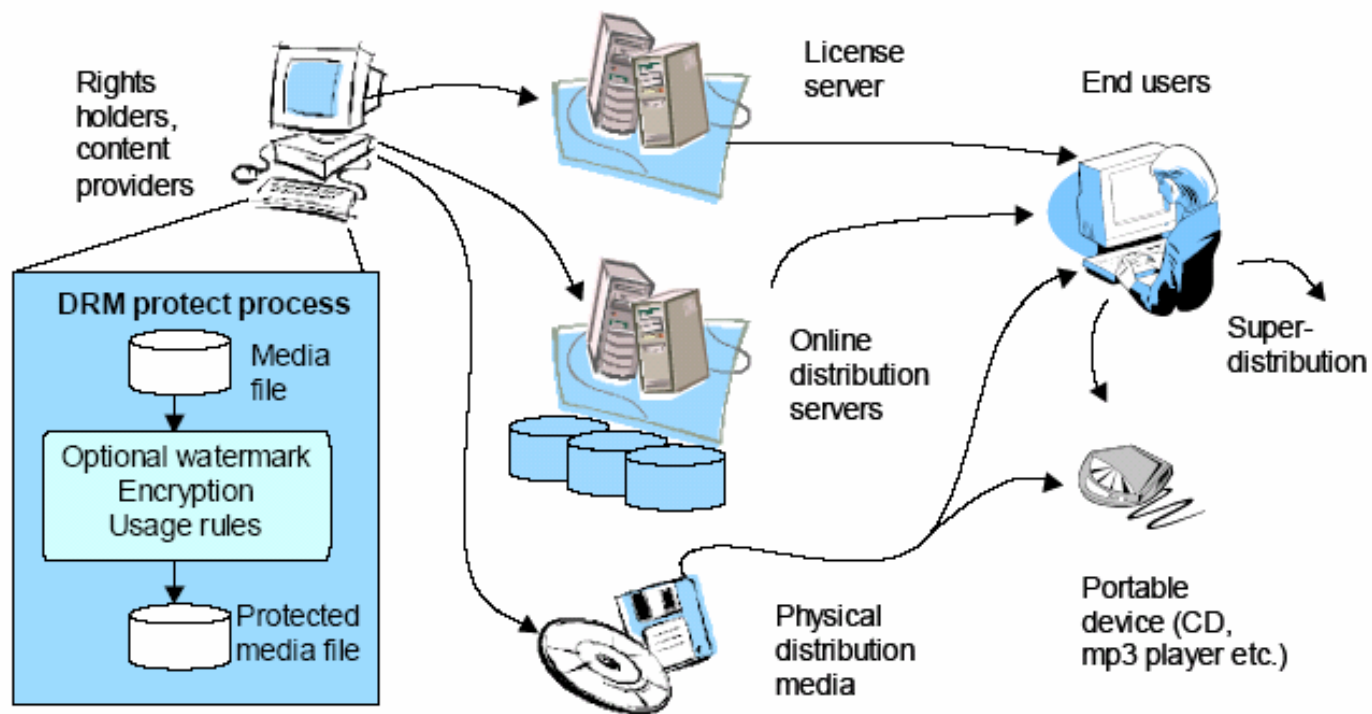 Rights
holders,
content
providers
License
server
End users
DRM protect process
Media
file
Optional watermark
Encryption
Usage rules
Protected
media file
Online
distribution
servers
Super-
distribution
Physical
distribution
media
Portable
device (CD,
mp3 player etc.)